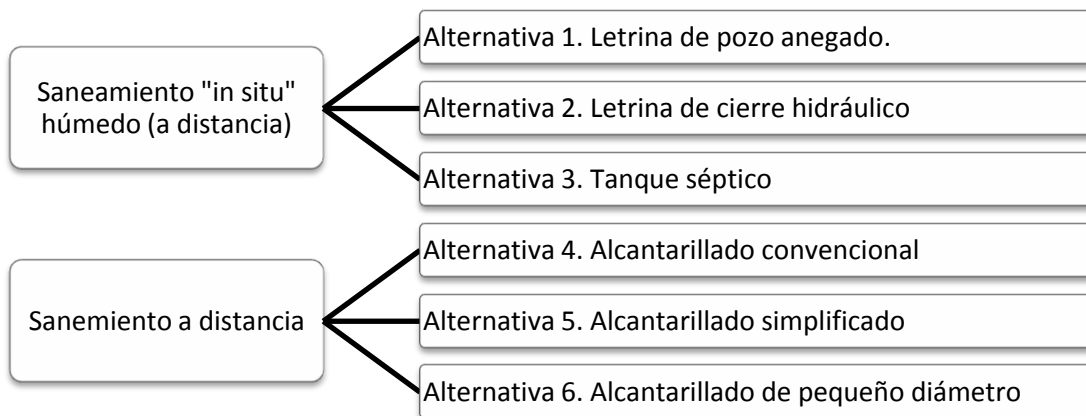 Saneamiento "in situ"
húmedo (a distancia)
Alternativa 1. Letrina de pozo anegado.
Alternativa 2. Letrina de cierre hidráulico
Alternativa 3. Tanque séptico
Sanemiento a distancia
Alternativa 4. Alcantarillado convencional
Alternativa 5. Alcantarillado simplificado
Alternativa 6. Alcantarillado de pequeño diámetro